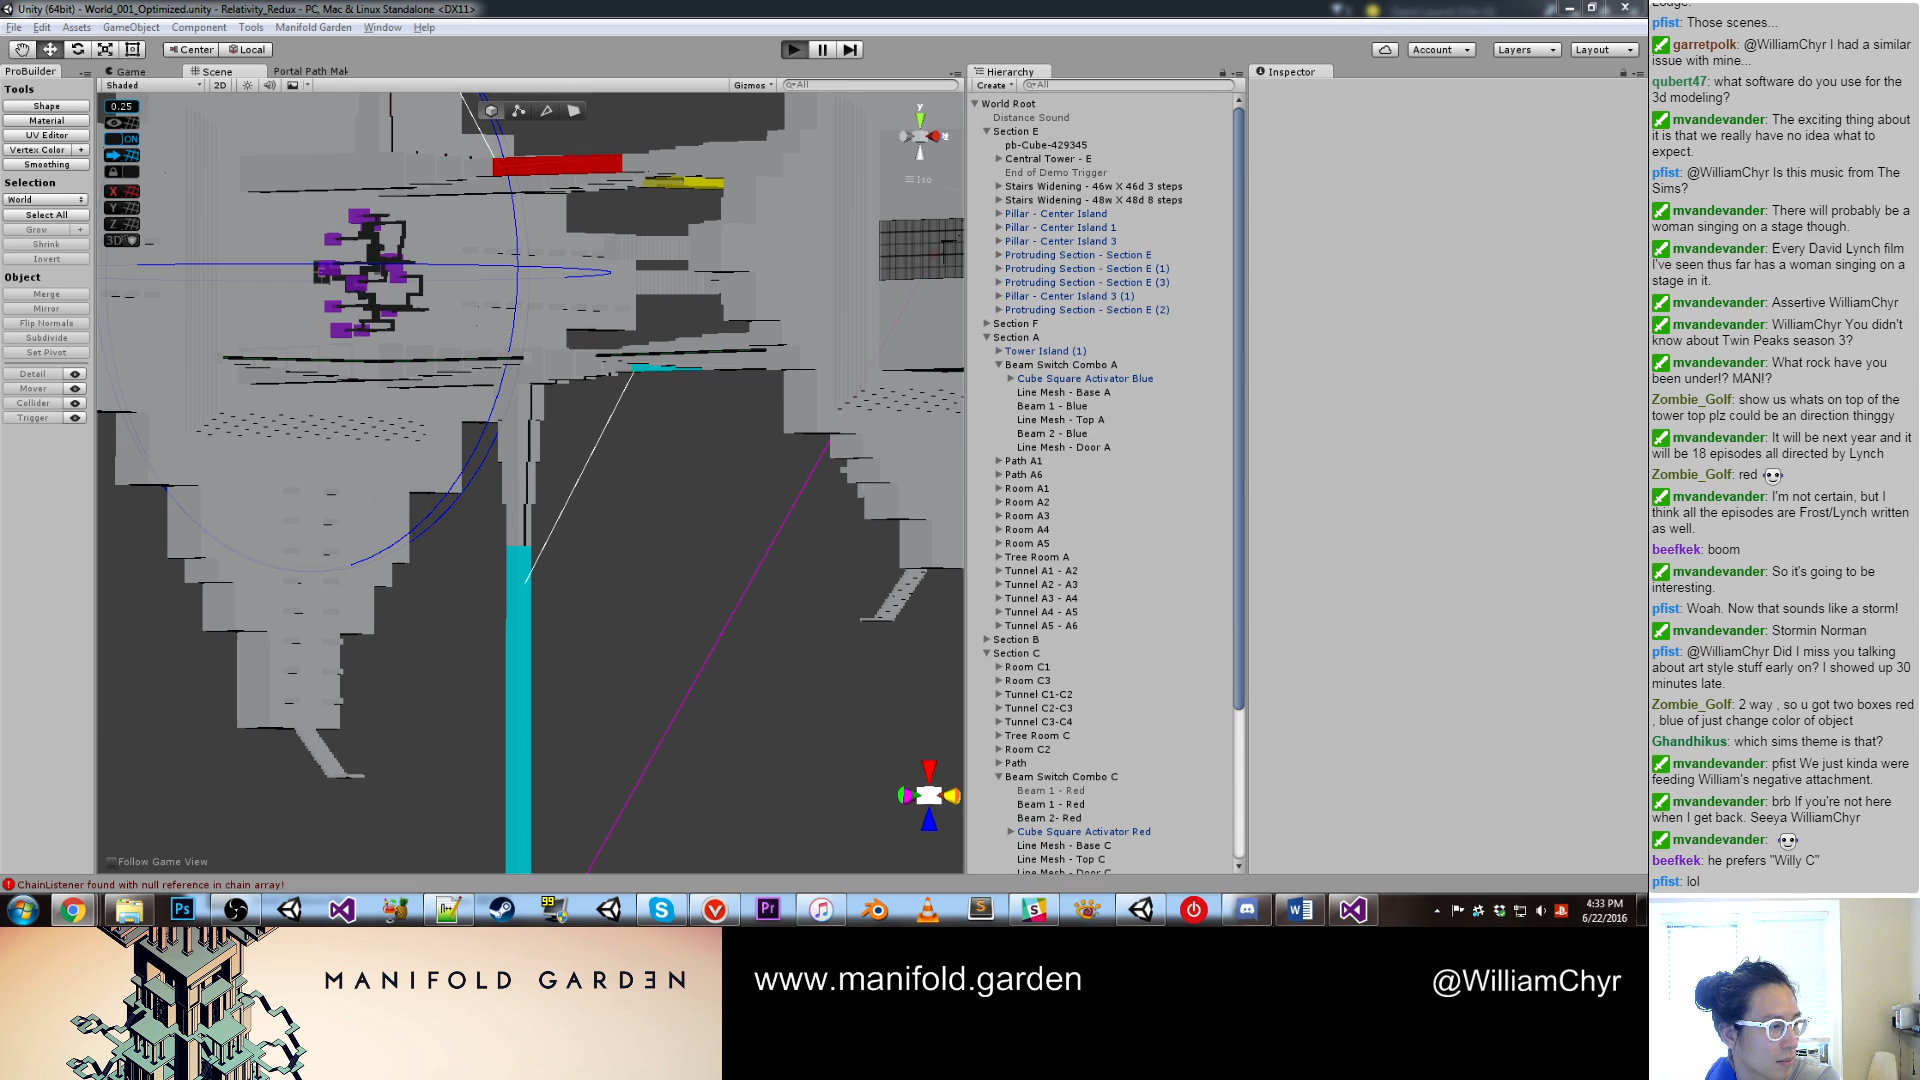 Unity (64bit) - World_001_Optimized.unity - Relativity_Redux - PC, Mac & Linux Standalone <DX11>
File Edit Assets GameObject Component Tools Manifold Garden Window Help
Center Local
Account Layers Layout
ProBuilder
Game Scene Portal Path Mak
Shaded 2D Gizmos All
Tools
Shape
Material
UV Editor
Vertex Color +
Smoothing
Selection
World
Select All
Grow +
Shrink
Invert
Object
Merge
Mirror
Flip Normals
Subdivide
Set Pivot
Detail
Mover
Collider
Trigger
0.25
ON
X
Y
Z
3D
y
Iso
Follow Game View
Hierarchy
Create All
World Root
Distance Sound
Section E
pb-Cube-429345
Central Tower - E
End of Demo Trigger
Stairs Widening - 46w X 46d 3 steps
Stairs Widening - 48w X 48d 8 steps
Pillar - Center Island
Pillar - Center Island 1
Pillar - Center Island 3
Protruding Section - Section E
Protruding Section - Section E (1)
Protruding Section - Section E (3)
Pillar - Center Island 3 (1)
Protruding Section - Section E (2)
Section F
Section A
Tower Island (1)
Beam Switch Combo A
Cube Square Activator Blue
Line Mesh - Base A
Beam 1 - Blue
Line Mesh - Top A
Beam 2 - Blue
Line Mesh - Door A
Path A1
Path A6
Room A1
Room A2
Room A3
Room A4
Room A5
Tree Room A
Tunnel A1 - A2
Tunnel A2 - A3
Tunnel A3 - A4
Tunnel A4 - A5
Tunnel A5 - A6
Section B
Section C
Room C1
Room C3
Tunnel C1-C2
Tunnel C2-C3
Tunnel C3-C4
Tree Room C
Room C2
Path
Beam Switch Combo C
Beam 1 - Red
Beam 1 - Red
Beam 2- Red
Cube Square Activator Red
Line Mesh - Base C
Line Mesh - Top C
Line Mesh - Door C
Inspector
ChainListener found with null reference in chain array!
4:33 PM
6/22/2016
pfist: Those scenes...
garretpolk: @WilliamChyr I had a similar
issue with mine...
qubert47: what software do you use for the
3d modeling?
mvandevander: The exciting thing about
it is that we really have no idea what to
expect.
pfist: @WilliamChyr Is this music from The
Sims?
mvandevander: There will probably be a
woman singing on a stage though.
mvandevander: Every David Lynch film
I've seen thus far has a woman singing on a
stage in it.
mvandevander: Assertive WilliamChyr
mvandevander: WilliamChyr You didn't
know about Twin Peaks season 3?
mvandevander: What rock have you
been under!? MAN!?
Zombie_Golf: show us whats on top of the
tower top plz could be an direction thinggy
mvandevander: It will be next year and it
will be 18 episodes all directed by Lynch
Zombie_Golf: red
mvandevander: I'm not certain, but I
think all the episodes are Frost/Lynch written
as well.
beefkek: boom
mvandevander: So it's going to be
interesting.
pfist: Woah. Now that sounds like a storm!
mvandevander: Stormin Norman
pfist: @WilliamChyr Did I miss you talking
about art style stuff early on? I showed up 30
minutes late.
Zombie_Golf: 2 way , so u got two boxes red
, blue of just change color of object
Ghandhikus: which sims theme is that?
mvandevander: pfist We just kinda were
feeding William's negative attachment.
mvandevander: brb If you're not here
when I get back. Seeya WilliamChyr
mvandevander:
beefkek: he prefers "Willy C"
pfist: lol
MANIFOLD GARDEN
www.manifold.garden
@WilliamChyr